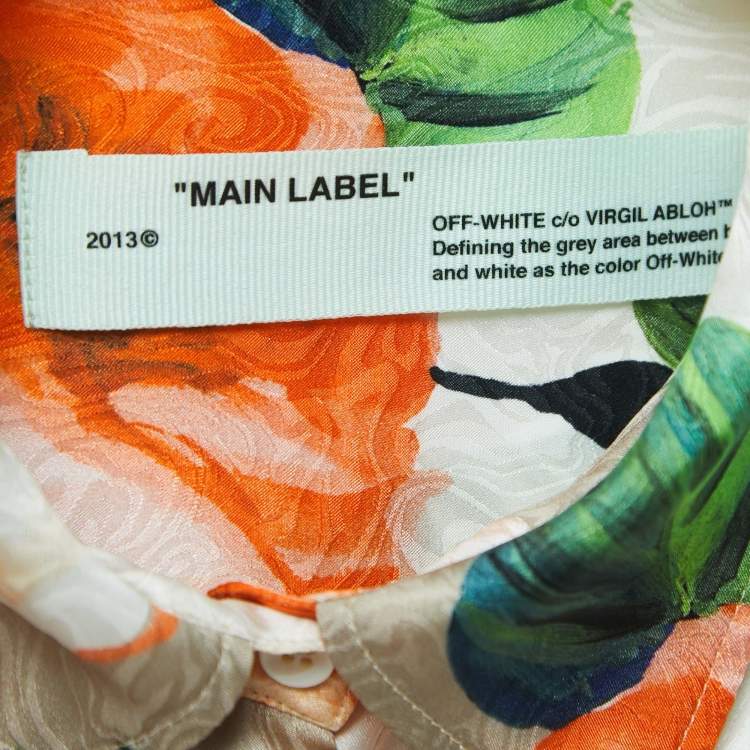 "MAIN LABEL"
2013©
OFF-WHITE c/o VIRGIL ABLOH™
Defining the grey area between
and white as the color Off-White